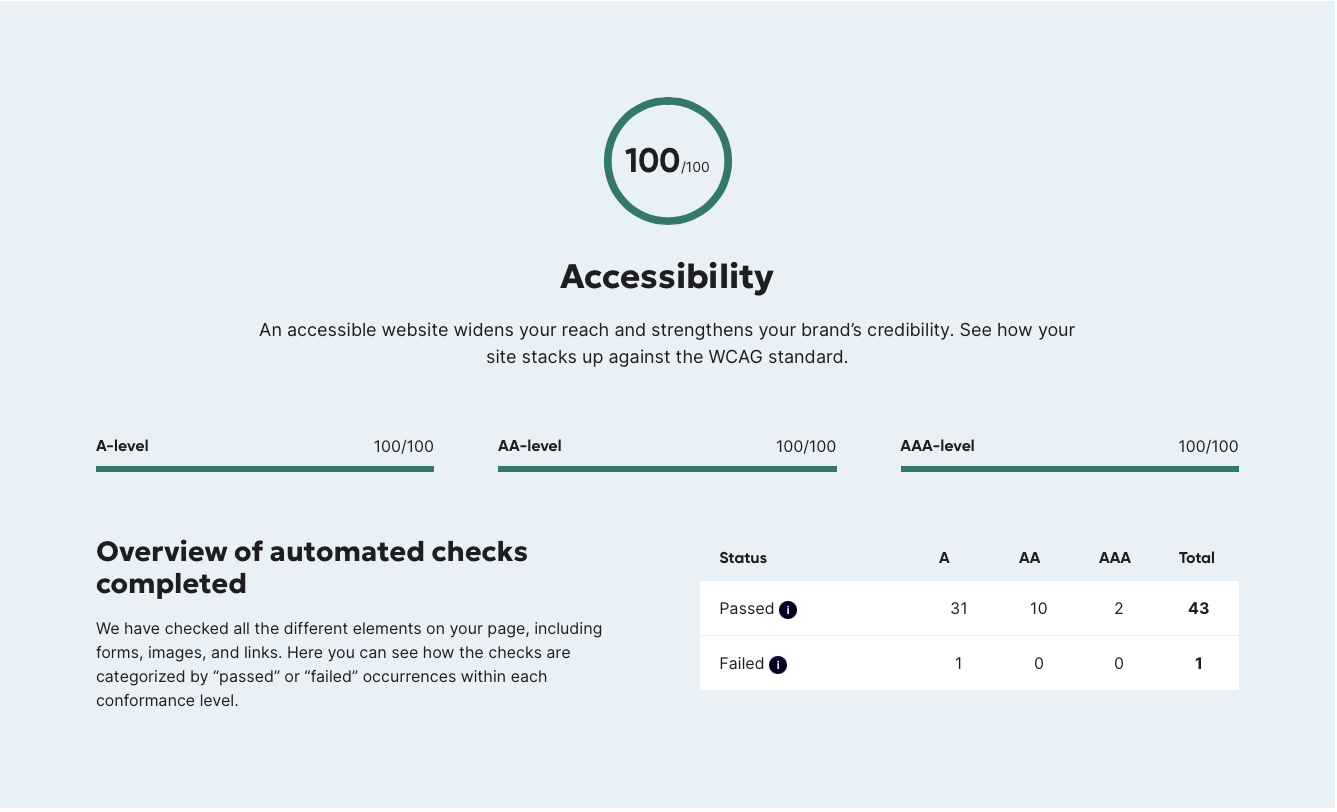 100/100
Accessibility
An accessible website widens your reach and strengthens your brand’s credibility. See how your
site stacks up against the WCAG standard.
A-level 100/100
AA-level 100/100
AAA-level 100/100
Overview of automated checks
completed
We have checked all the different elements on your page, including
forms, images, and links. Here you can see how the checks are
categorized by “passed” or “failed” occurrences within each
conformance level.
Status A AA AAA Total
Passed i 31 10 2 43
Failed i 1 0 0 1